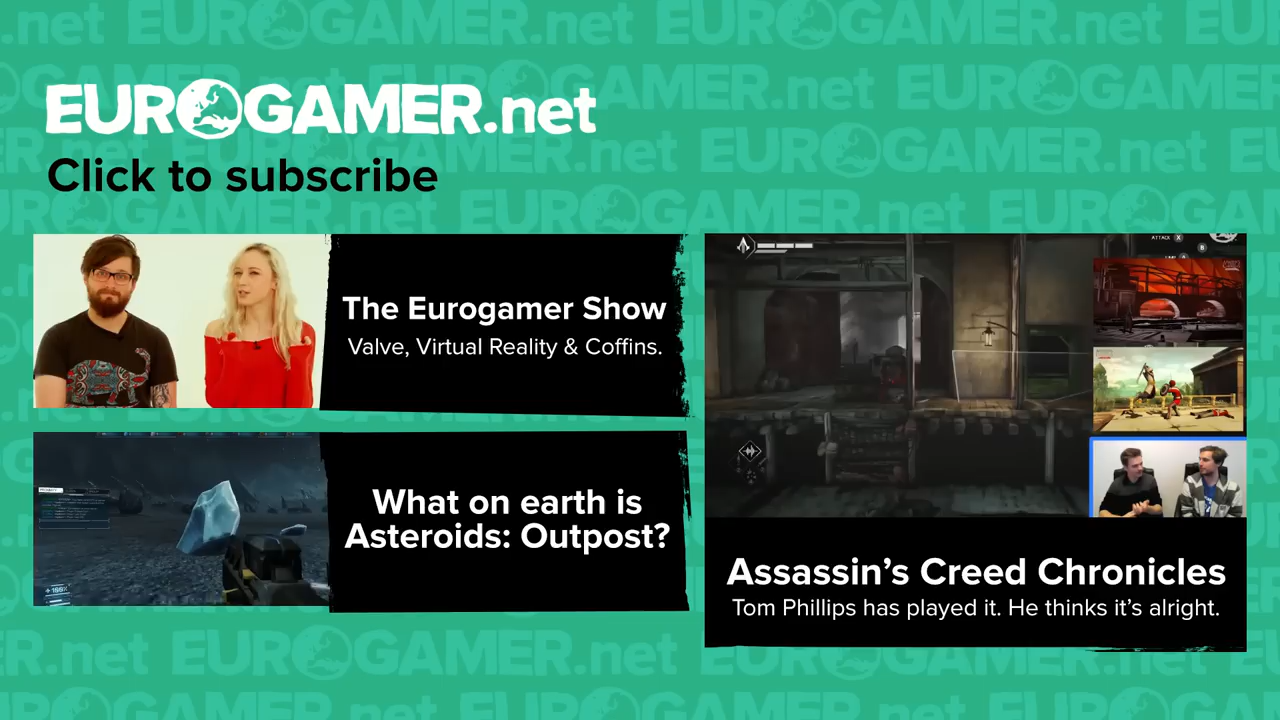 EUROGAMER.net
Click to subscribe
The Eurogamer Show
Valve, Virtual Reality & Coffins.
What on earth is
Asteroids: Outpost?
ATTACK X
B
Assassin's Creed Chronicles
Tom Phillips has played it. He thinks it's alright.